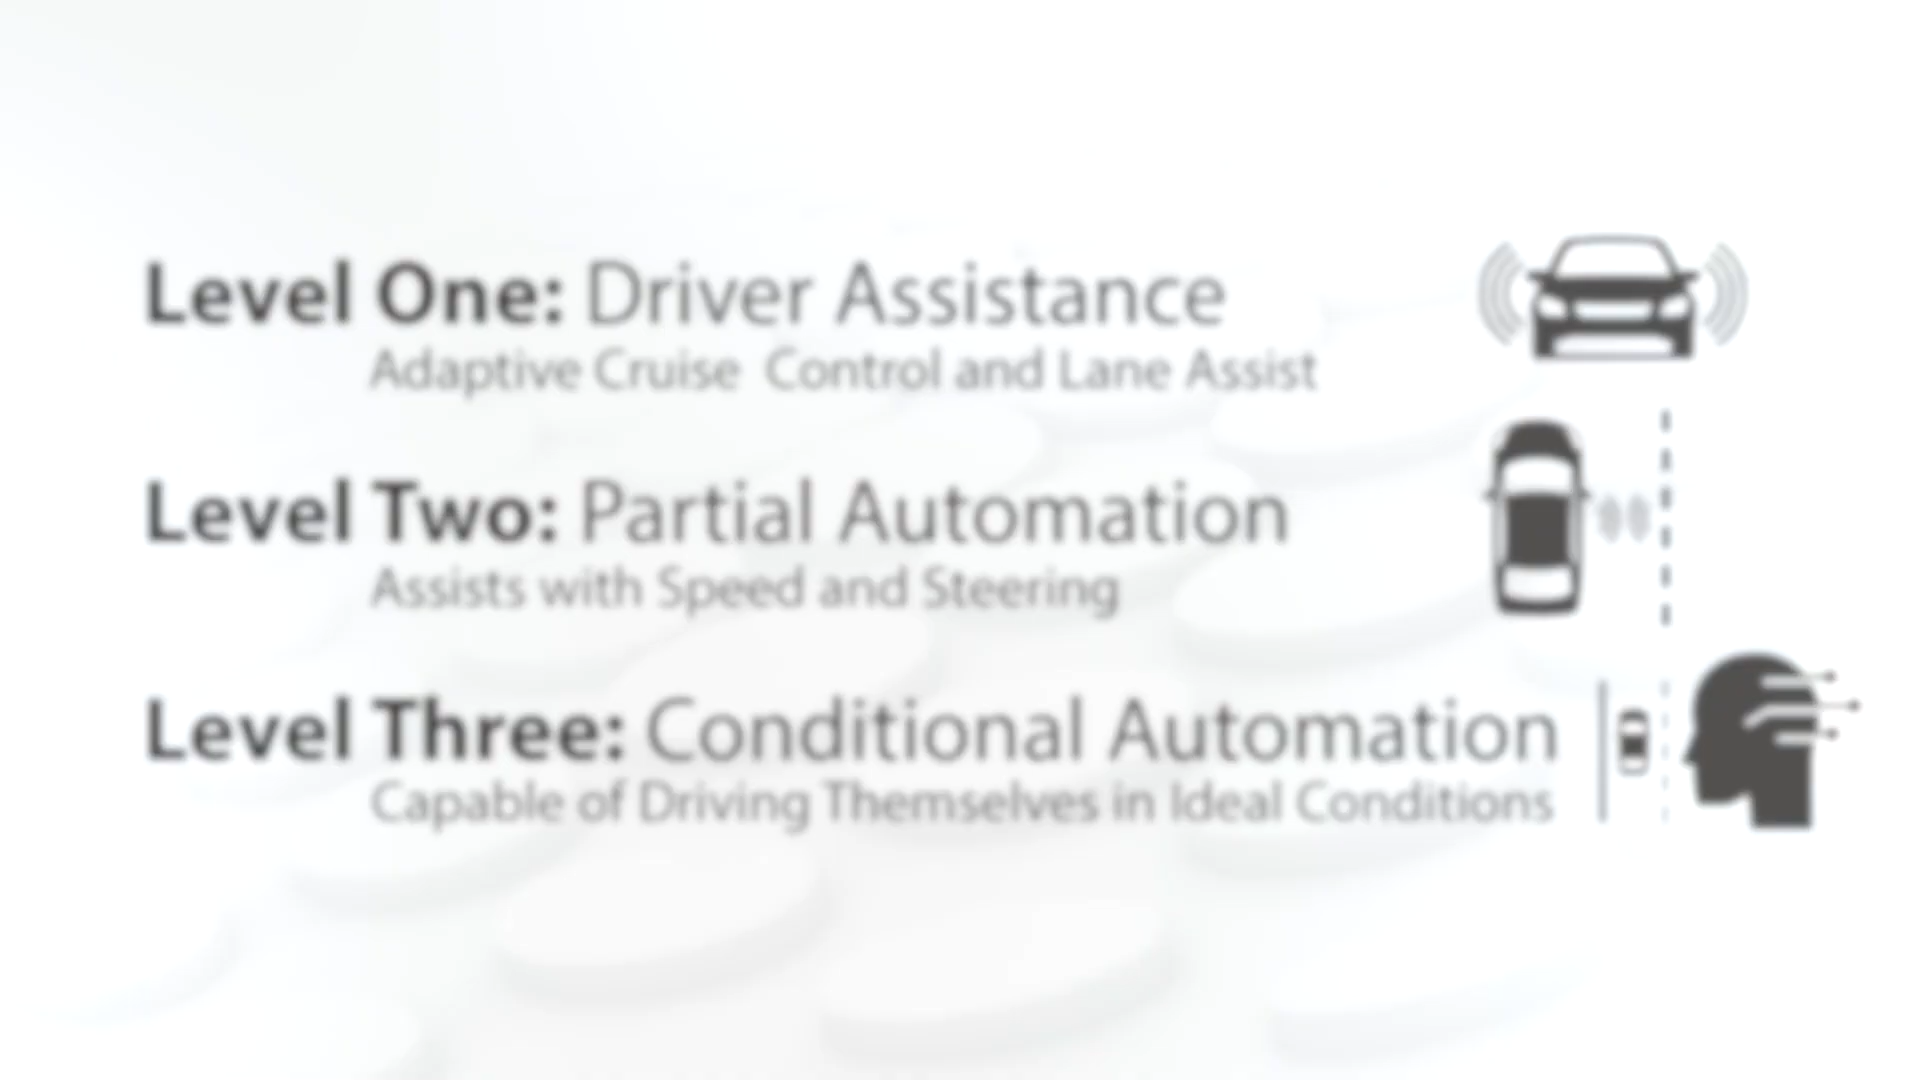 Level One: Driver Assistance
Adaptive Cruise Control and Lane Assist
Level Two: Partial Automation
Assists with Speed and Steering
Level Three: Conditional Automation
Capable of Driving Themselves in Ideal Conditions